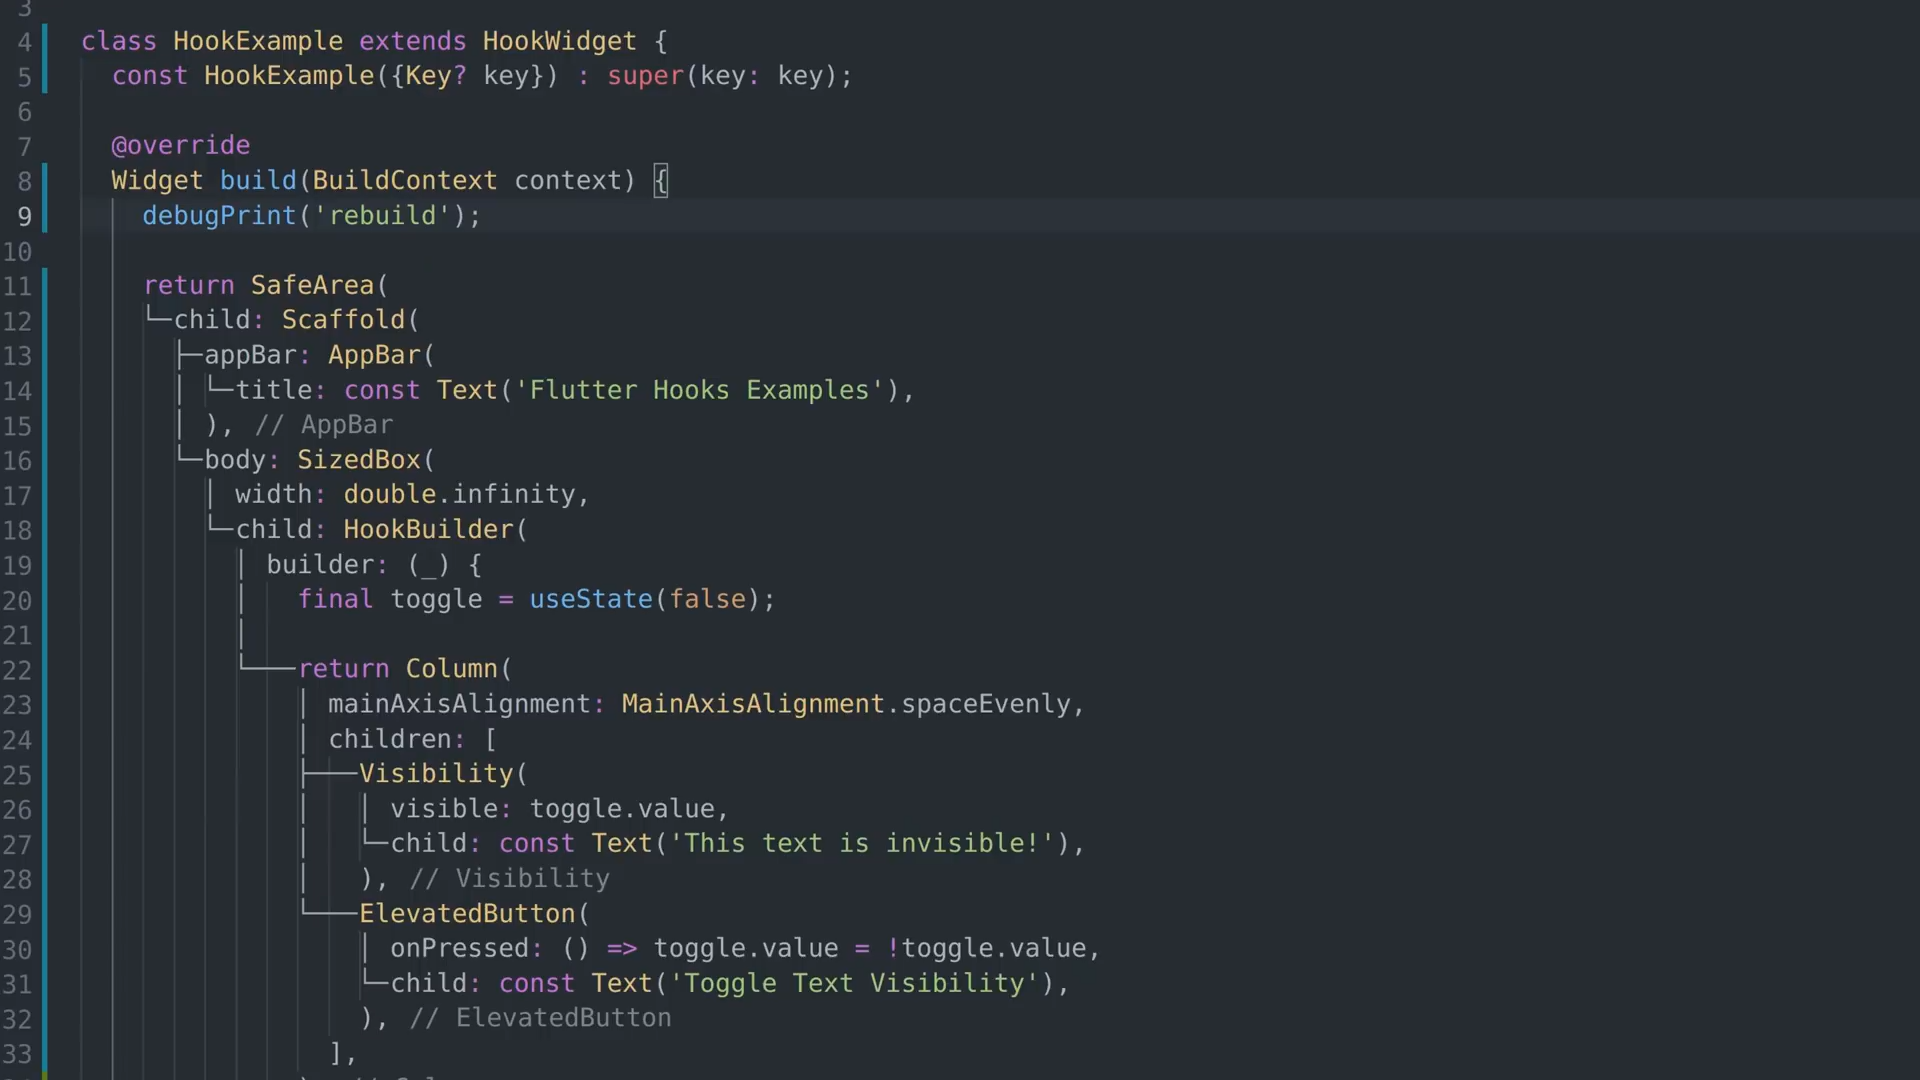 3
4 class HookExample extends HookWidget {
5 const HookExample({Key? key}) : super(key: key);
6
7 @override
8 Widget build(BuildContext context) {
9 debugPrint('rebuild');
10
11 return SafeArea(
12 child: Scaffold(
13 appBar: AppBar(
14 title: const Text('Flutter Hooks Examples'),
15 ), // AppBar
16 body: SizedBox(
17 width: double.infinity,
18 child: HookBuilder(
19 builder: (_) {
20 final toggle = useState(false);
21
22 return Column(
23 mainAxisAlignment: MainAxisAlignment.spaceEvenly,
24 children: [
25 Visibility(
26 visible: toggle.value,
27 child: const Text('This text is invisible!'),
28 ), // Visibility
29 ElevatedButton(
30 onPressed: () => toggle.value = !toggle.value,
31 child: const Text('Toggle Text Visibility'),
32 ), // ElevatedButton
33 ],